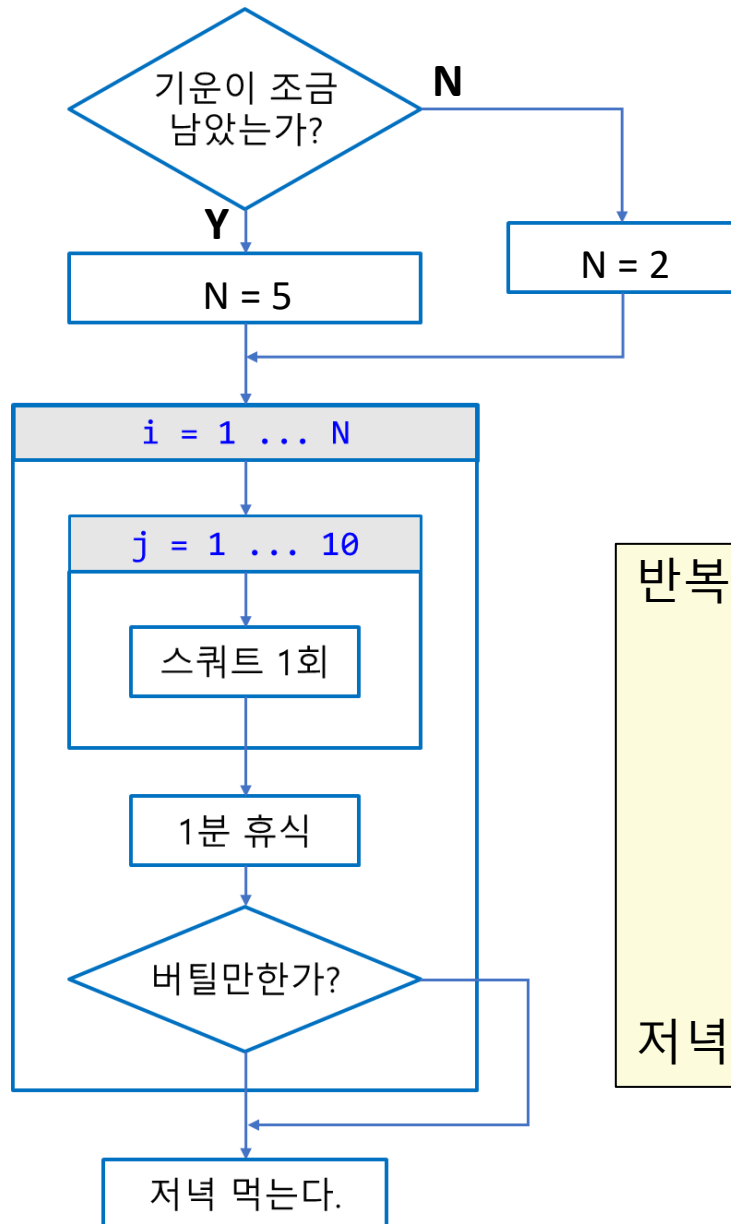 기운이 조금
남았는가?
N
Y
N = 5
N = 2
i = 1 ... N
j = 1 ... 10
스쿼트 1회
1분 휴식
버틸만한가?
저녁 먹는다.
반복
저녁